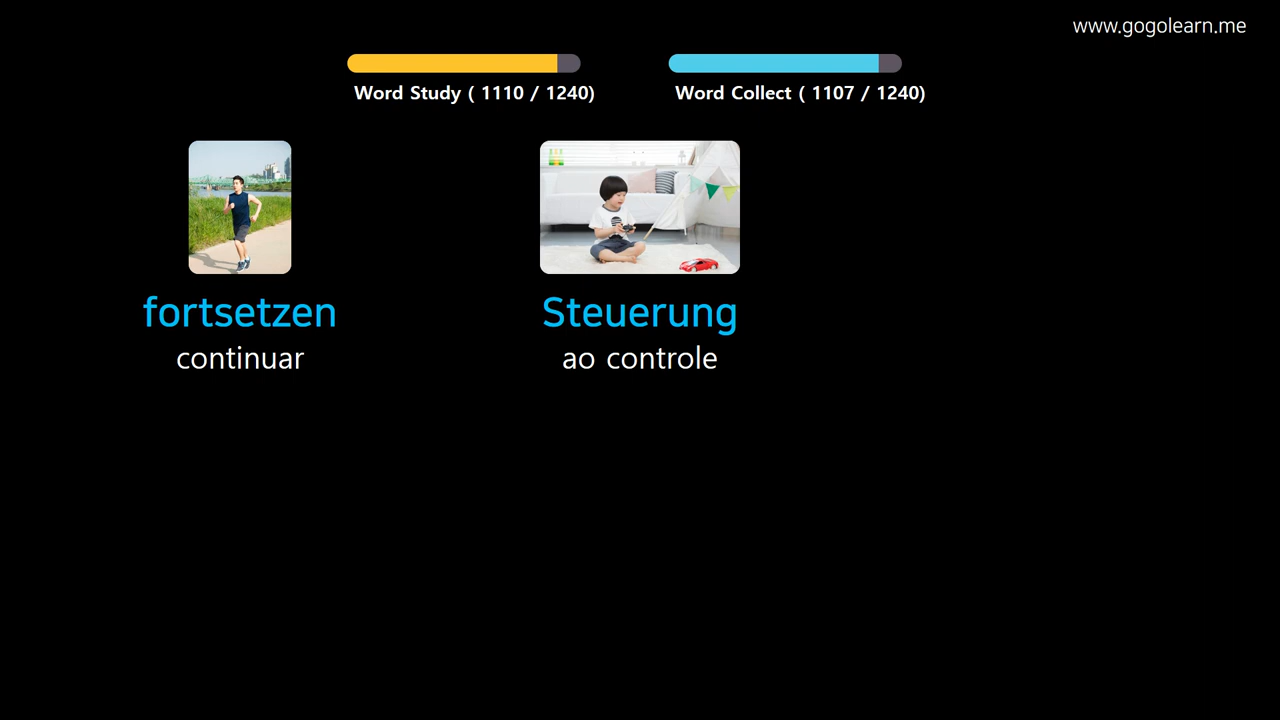 www.gogolearn.me
Word Study ( 1110 / 1240)
Word Collect ( 1107 / 1240)
fortsetzen
continuar
Steuerung
ao controle